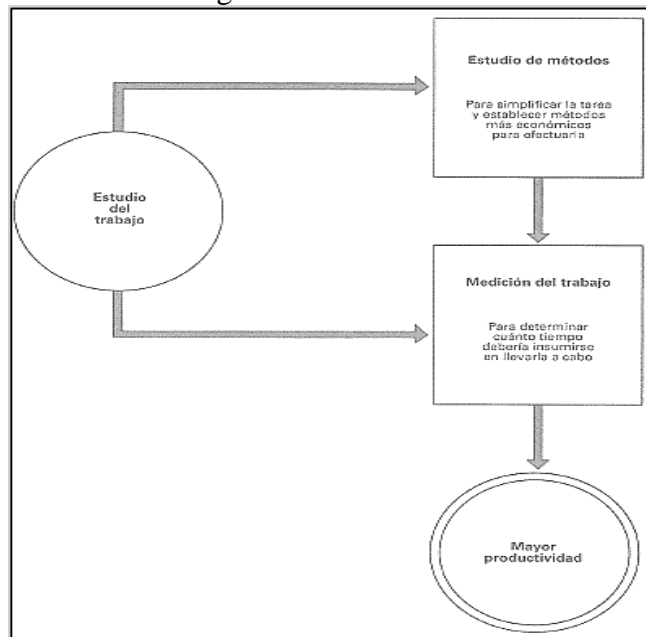 Estudio de métodos
Para simplificar la tarea
y establecer métodos
más económicos
para efectuarla
Estudio
del
trabajo
Medición del trabajo
Para determinar
cuánto tiempo
debería insumirse
en llevarla a cabo
Mayor
productividad